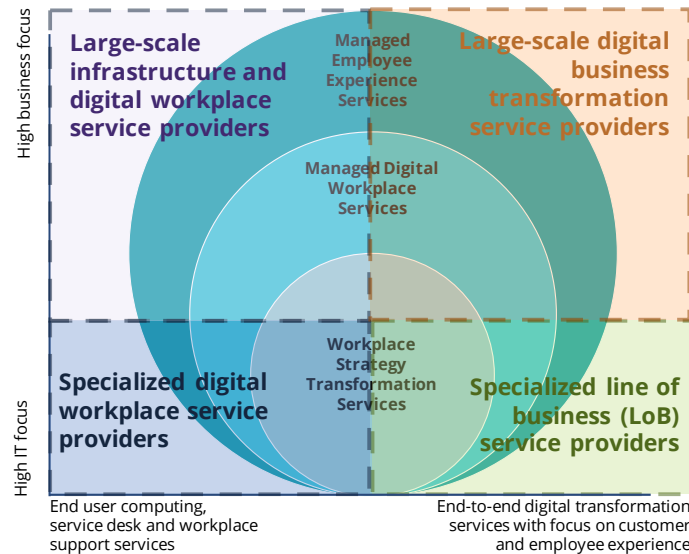 High business focus
Large-scale
infrastructure and
digital workplace
service providers
Managed
Employee
Experience
Services
Large-scale digital
business
transformation
service providers
Managed Digital
Workplace
Services
High IT focus
Specialized digital
workplace service
providers
Workplace
Strategy
Transformation
Services
Specialized line of
business (LoB)
service providers
End user computing,
service desk and workplace
support services
End-to-end digital transformation
services with focus on customer
and employee experience